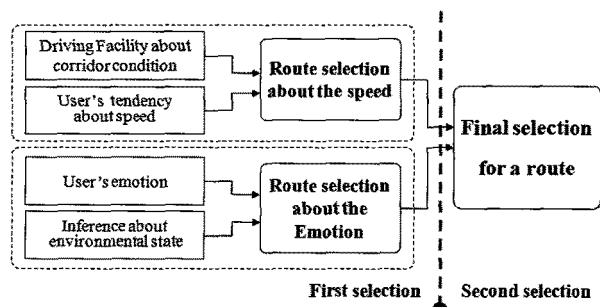 Driving Facility about
corridor condition
User's tendency
about speed
Route selection
about the speed
User's emotion
Inference about
environmental state
Route selection
about the
Emotion
Final selection
for a route
First selection
Second selection